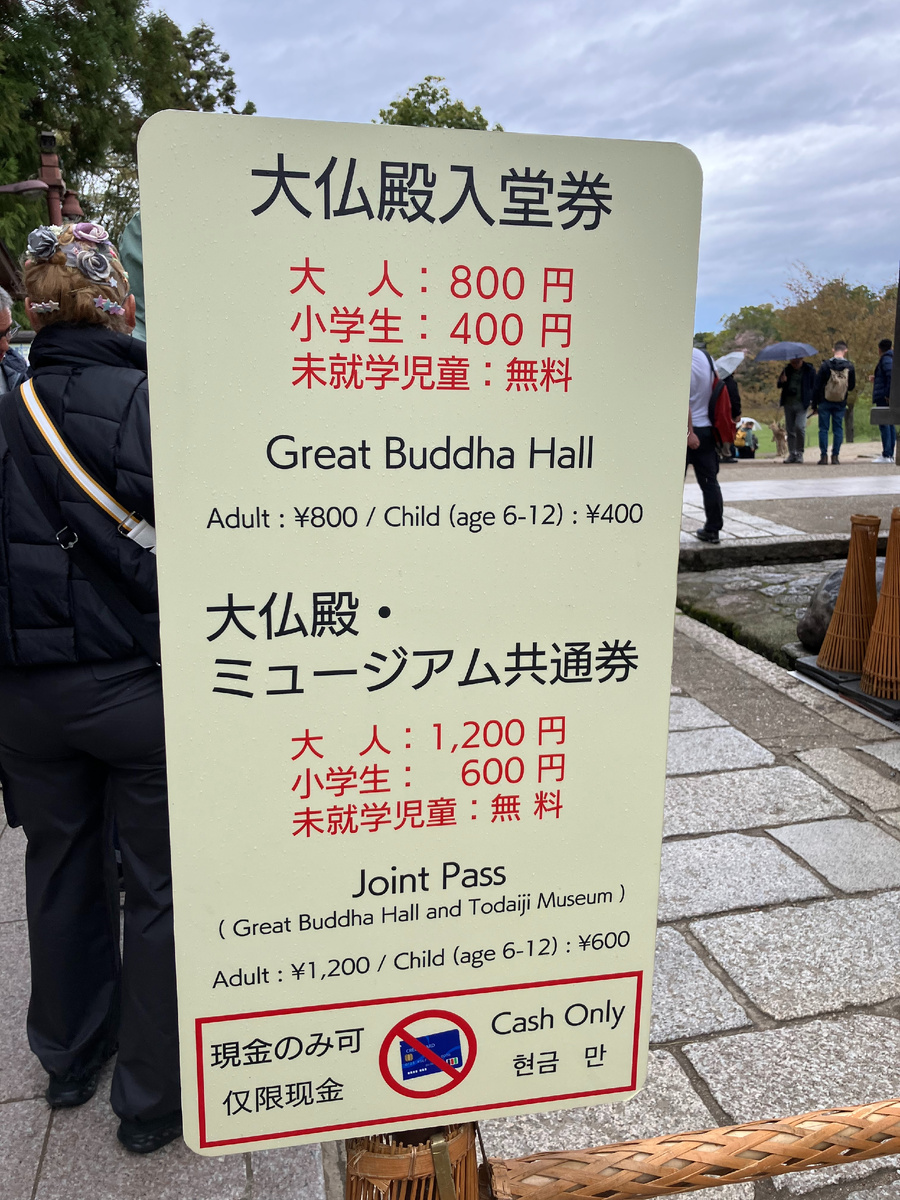 大仏殿入堂券
大　人：800 円
小学生：400 円
未就学児童：無料
Great Buddha Hall
Adult : ¥800 / Child (age 6-12) : ¥400
大仏殿・
ミュージアム共通券
大　人：1,200 円
小学生：　600 円
未就学児童：無 料
Joint Pass
( Great Buddha Hall and Todaiji Museum )
Adult : ¥1,200 / Child (age 6-12) : ¥600
現金のみ可
仅限现金
Cash Only
현금　만